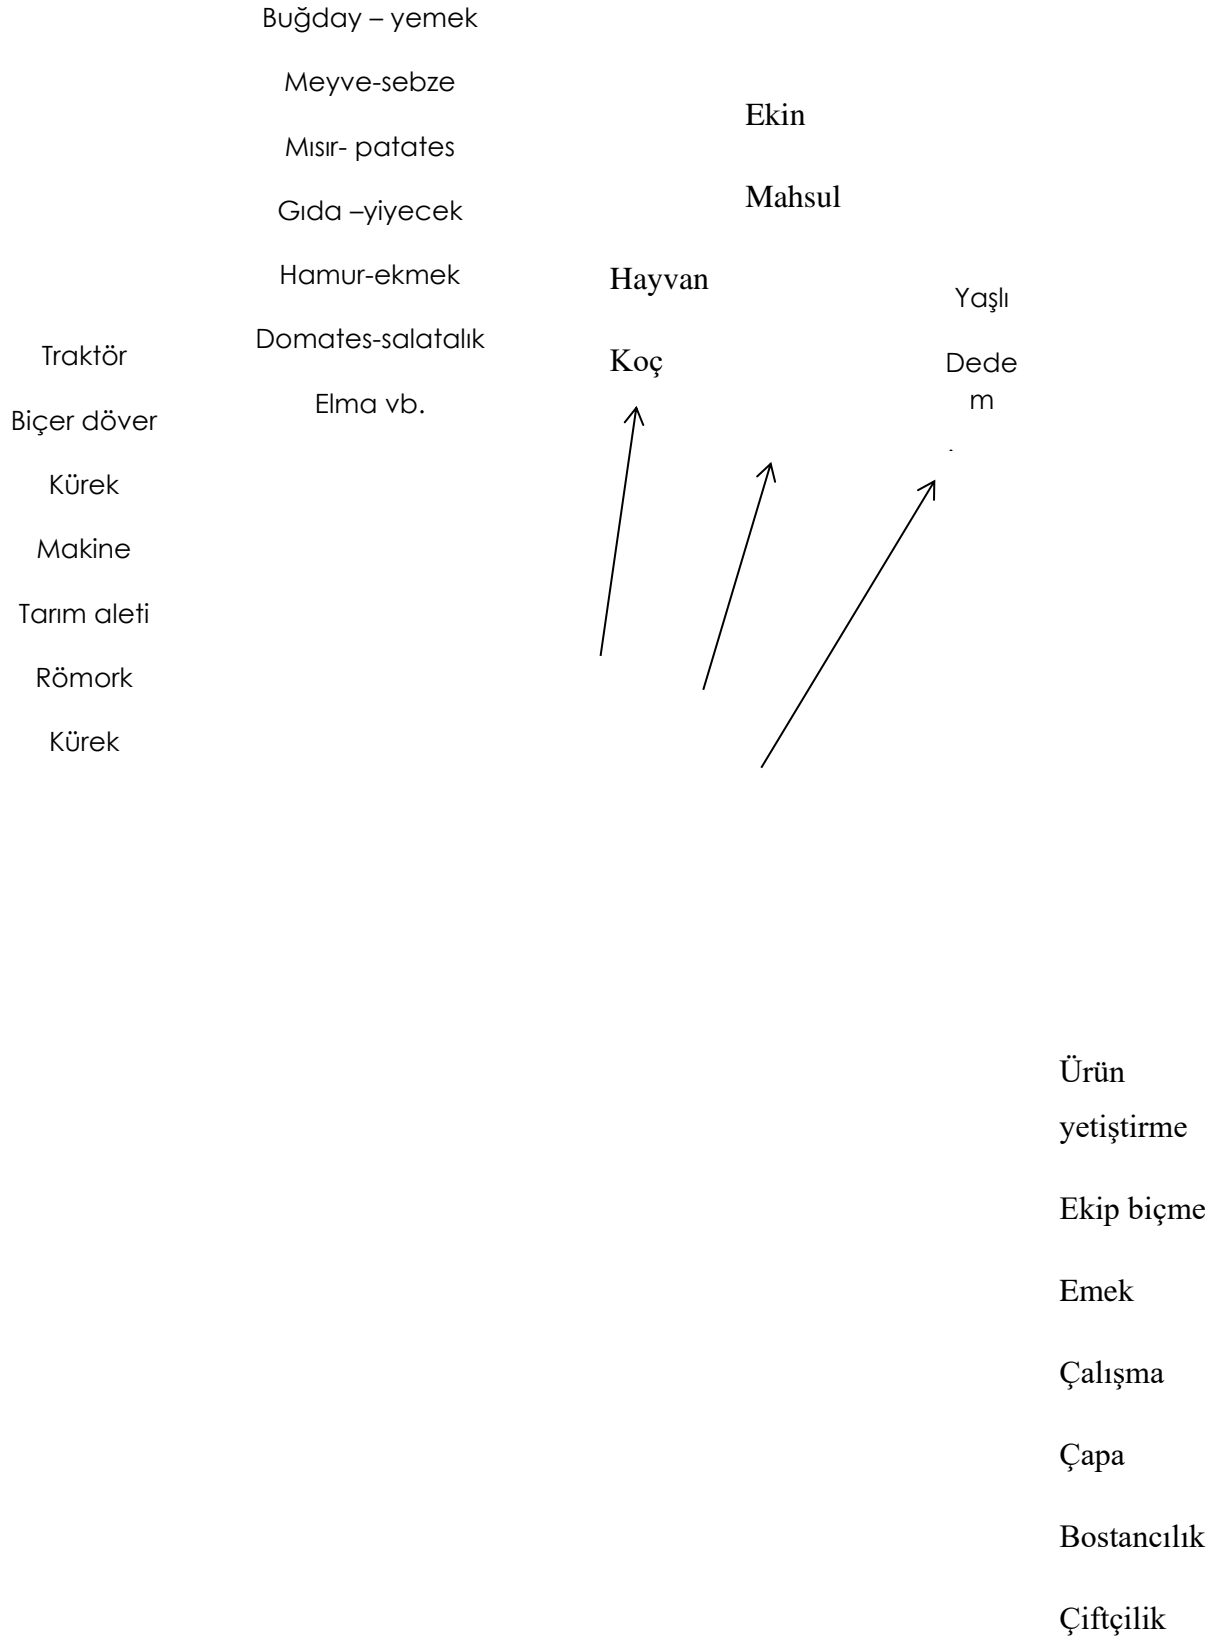 Buğday – yemek
Meyve-sebze
Mısır- patates
Gıda –yiyecek
Hamur-ekmek
Domates-salatalık
Elma vb.
Traktör
Biçer döver
Kürek
Makine
Tarım aleti
Römork
Kürek
Ekin
Mahsul
Hayvan
Koç
Yaşlı
Dede
m
Ürün
yetiştirme
Ekip biçme
Emek
Çalışma
Çapa
Bostancılık
Çiftçilik